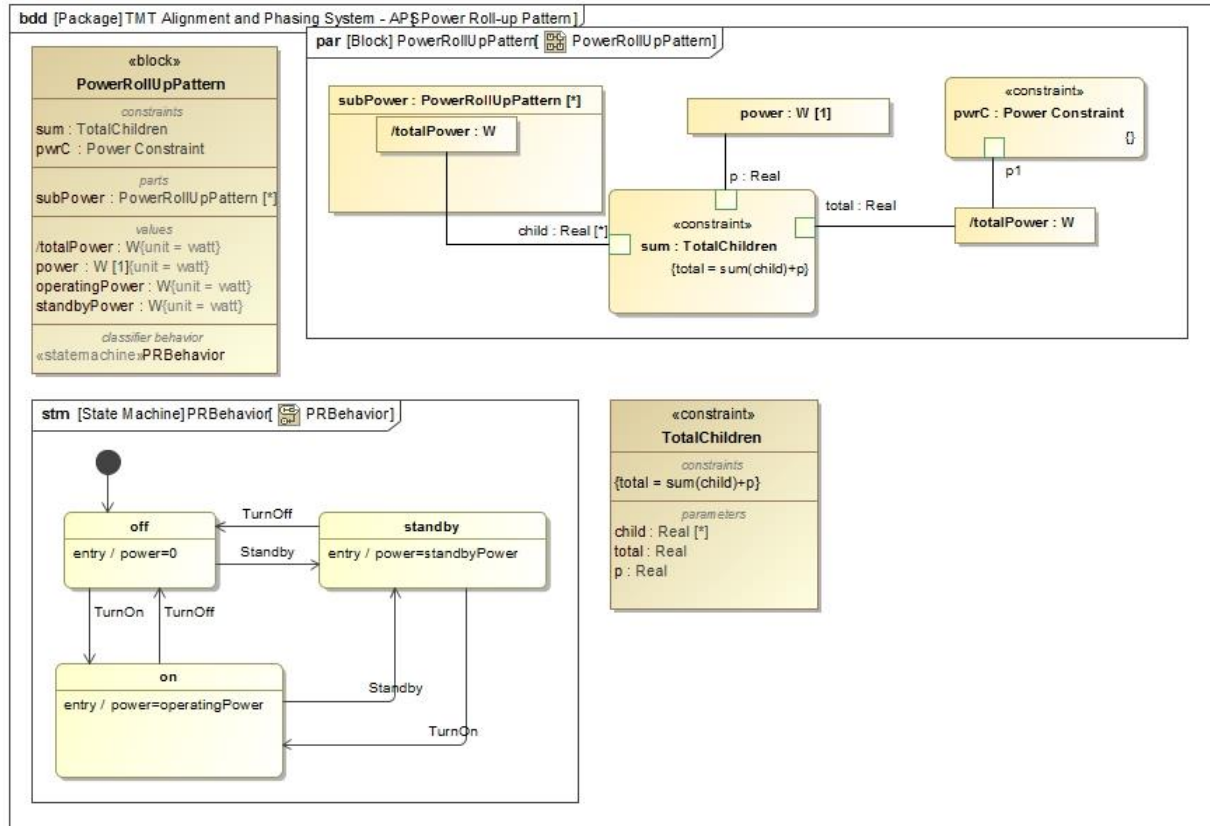 bdd [Package] TMT Alignment and Phasing System - APS[Power Roll-up Pattern]
«block»
PowerRollUpPattern
constraints
sum : TotalChildren
pwrC : Power Constraint
parts
subPower : PowerRollUpPattern [*]
values
/totalPower : W{unit = watt}
power : W [1]{unit = watt}
operatingPower : W{unit = watt}
standbyPower : W{unit = watt}
classifier behavior
«statemachine»PRBehavior
par [Block] PowerRollUpPattern[ PowerRollUpPattern]
subPower : PowerRollUpPattern [*]
/totalPower : W
power : W [1]
«constraint»
pwrC : Power Constraint
{}
p1
p : Real
total : Real
/totalPower : W
child : Real [*]
«constraint»
sum : TotalChildren
{total = sum(child)+p}
stm [State Machine] PRBehavior[ PRBehavior]
off
entry / power=0
TurnOff
Standby
standby
entry / power=standbyPower
TurnOn
TurnOff
on
entry / power=operatingPower
Standby
TurnOn
«constraint»
TotalChildren
constraints
{total = sum(child)+p}
parameters
child : Real [*]
total : Real
p : Real